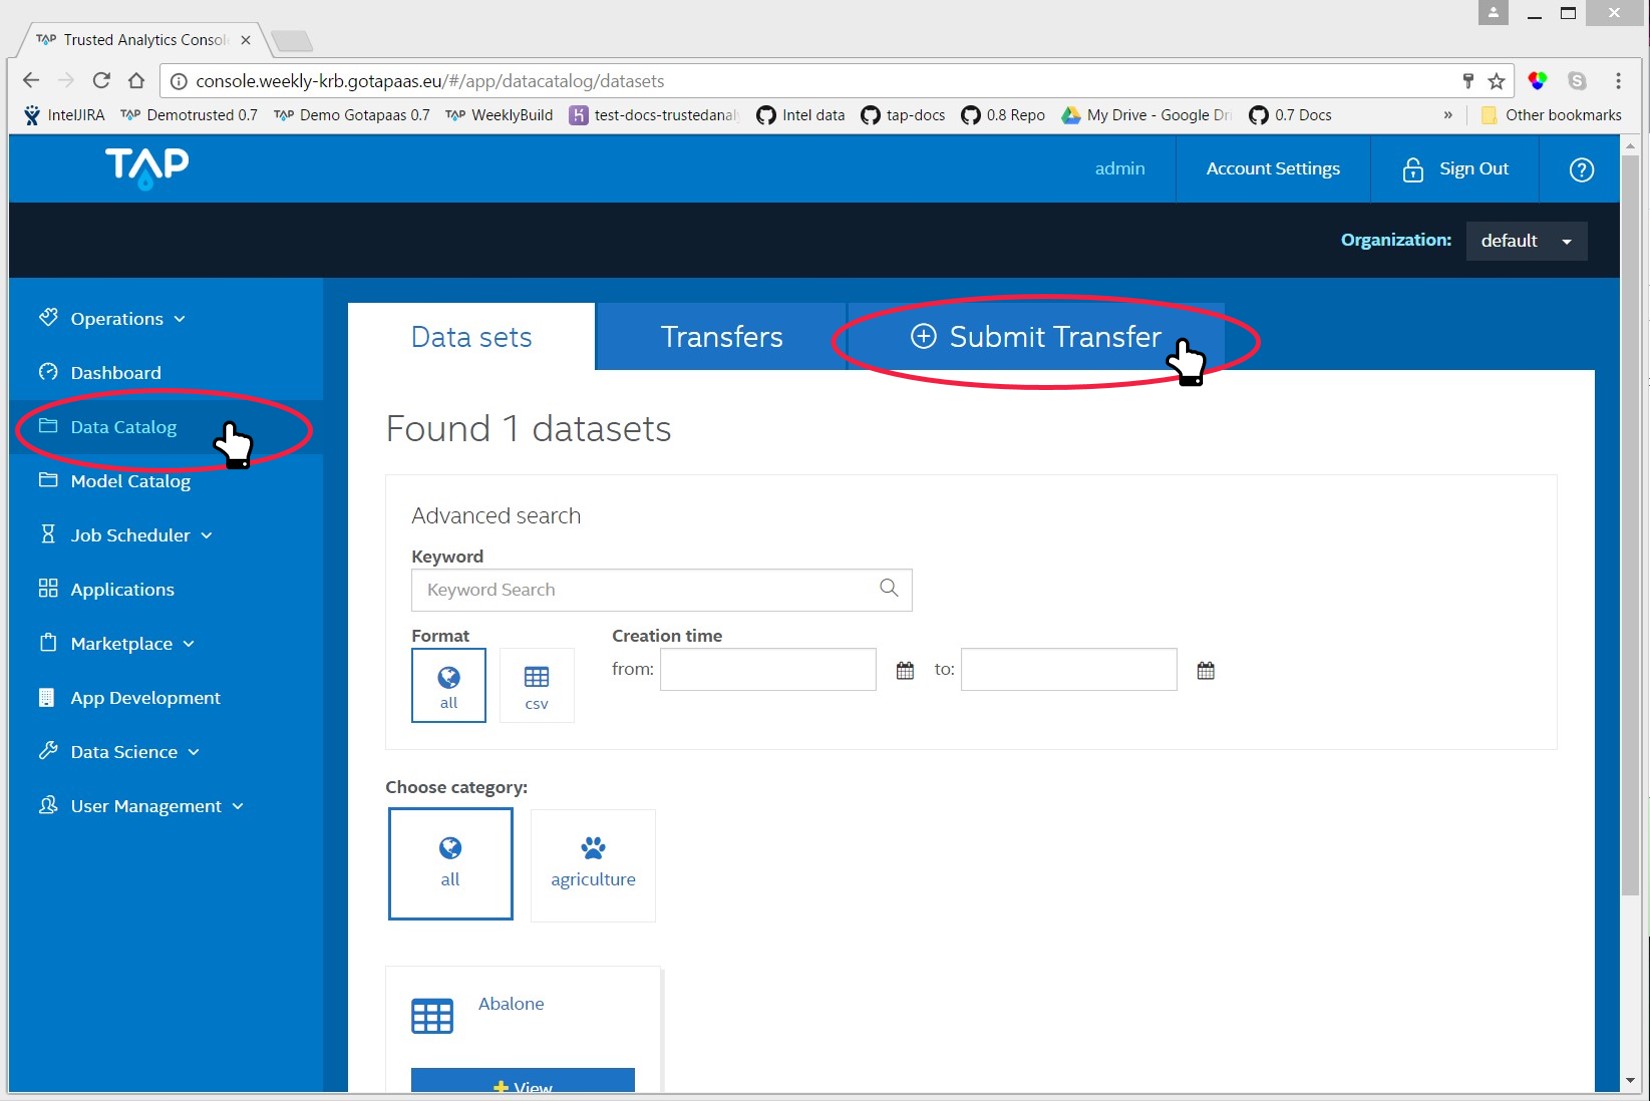 TAP Trusted Analytics Consol
console.weekly-krb.gotapaas.eu/#/app/datacatalog/datasets
IntelJIRA TAP Demotrusted 0.7 TAP Demo Gotapaas 0.7 TAP WeeklyBuild test-docs-trustedanaly Intel data tap-docs 0.8 Repo My Drive - Google Dri 0.7 Docs » Other bookmarks
TAP admin Account Settings Sign Out ?
Organization: default
Operations
Dashboard
Data Catalog
Model Catalog
Job Scheduler
Applications
Marketplace
App Development
Data Science
User Management
Data sets Transfers Submit Transfer
Found 1 datasets
Advanced search
Keyword
Keyword Search
Format Creation time
from: to:
all csv
Choose category:
all agriculture
Abalone
View